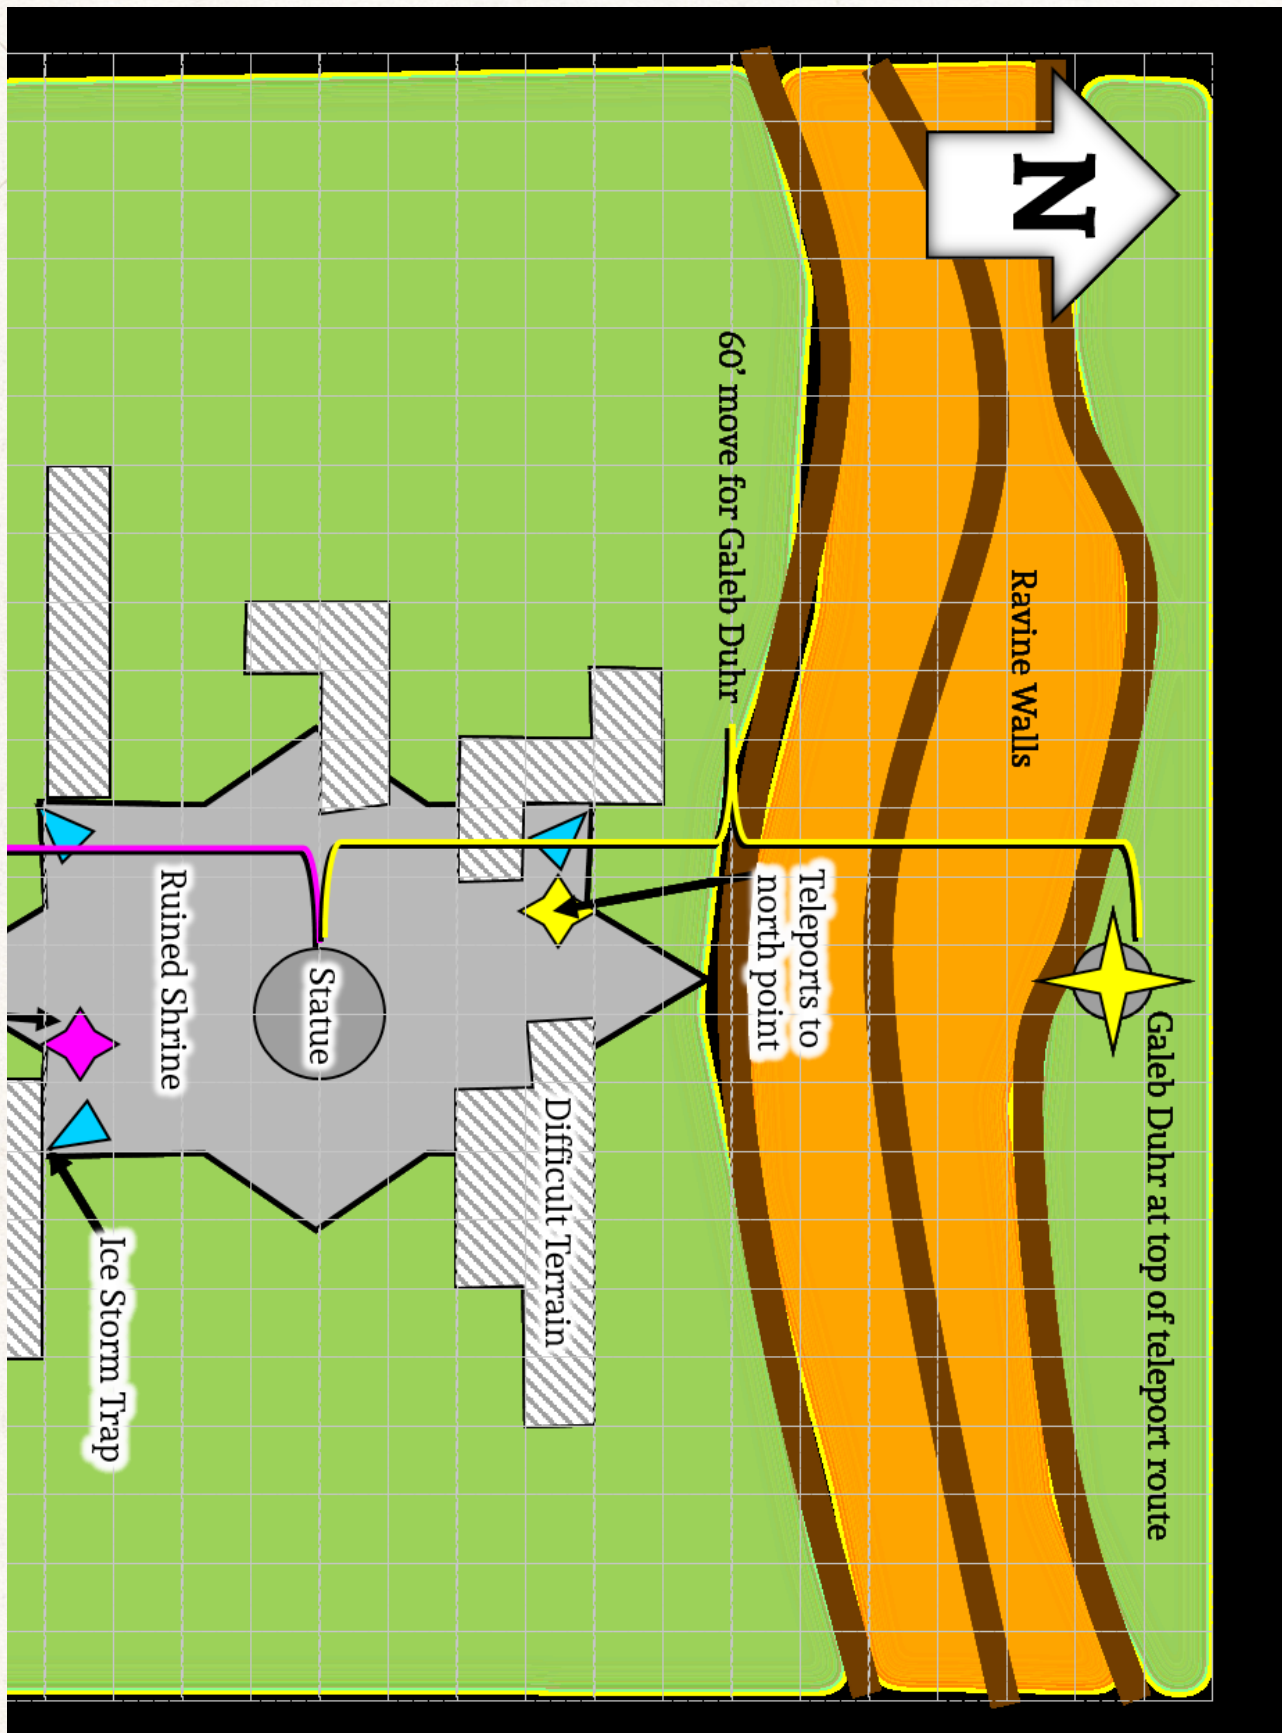 N
Ravine Walls
60’ move for Galeb Duhr
Galeb Duhr at top of teleport route
Teleports to
north point
Difficult Terrain
Statue
Ruined Shrine
Ice Storm Trap